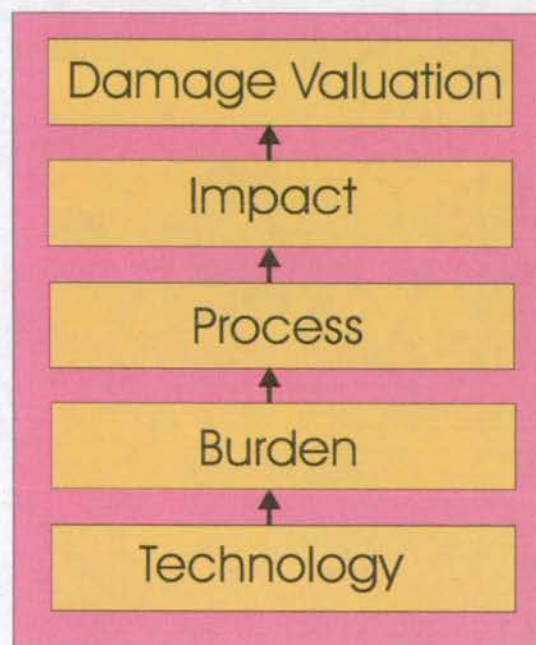 Damage Valuation
Impact
Process
Burden
Technology